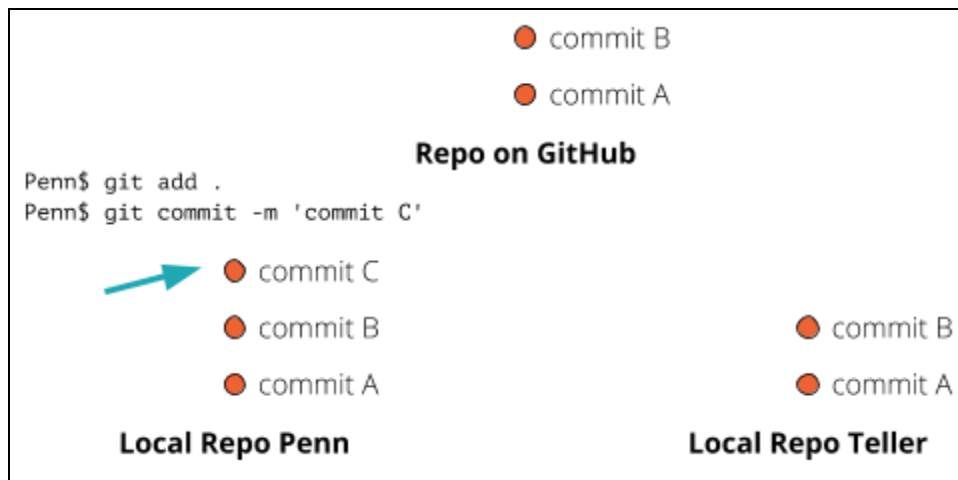 commit B
commit A
Repo on GitHub
Penn$ git add .
Penn$ git commit -m 'commit C'
commit C
commit B
commit A
Local Repo Penn
commit B
commit A
Local Repo Teller